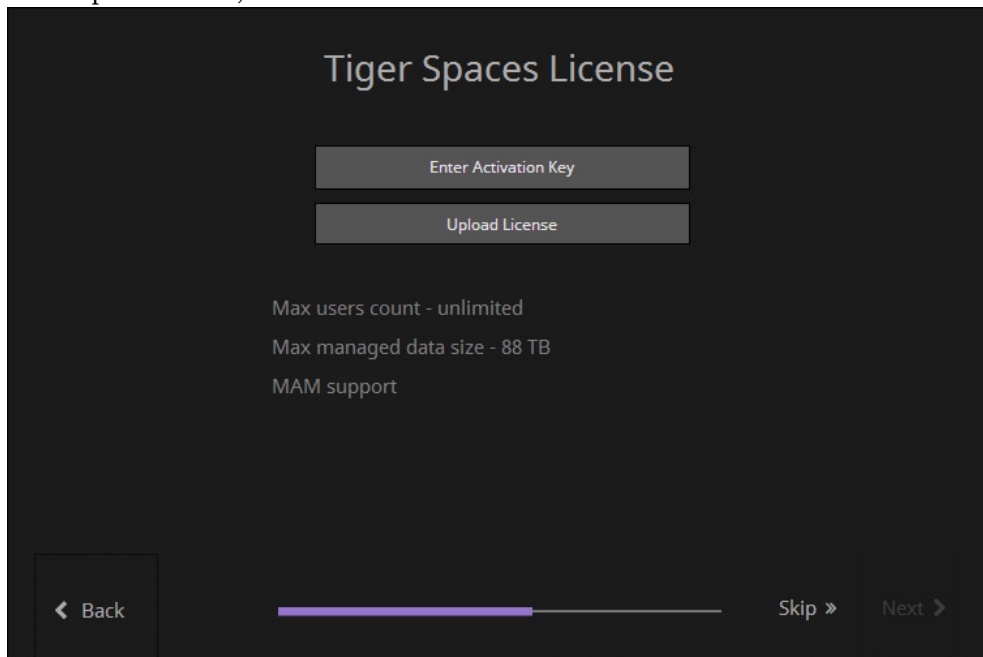 Tiger Spaces License
Enter Activation Key
Upload License
Max users count - unlimited
Max managed data size - 88 TB
MAM support
Back
Skip »
Next